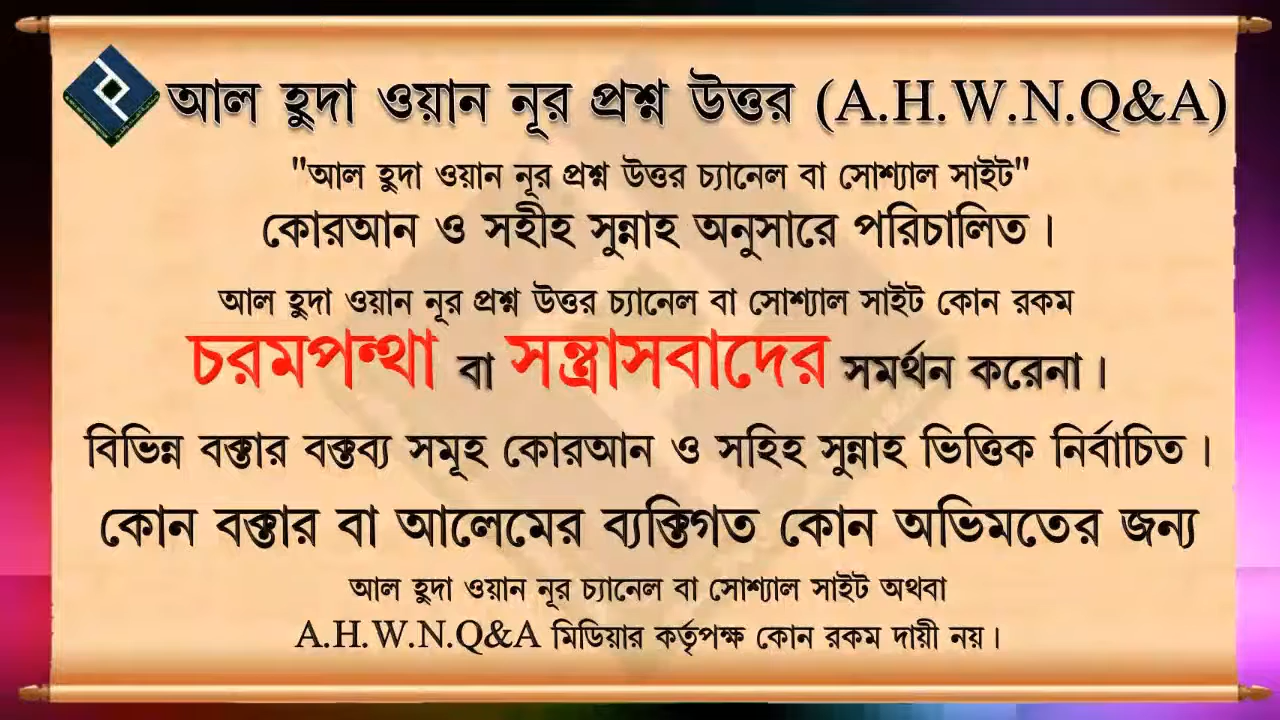 আল হুদা ওয়ান নূর প্রশ্ন উত্তর (A.H.W.N.Q&A)
"আল হুদা ওয়ান নূর প্রশ্ন উত্তর চ্যানেল বা সোশ্যাল সাইট"
কোরআন ও সহীহ সুন্নাহ অনুসারে পরিচালিত ।
আল হুদা ওয়ান নূর প্রশ্ন উত্তর চ্যানেল বা সোশ্যাল সাইট কোন রকম
চরমপন্থা বা সন্ত্রাসবাদের সমর্থন করেনা ।
বিভিন্ন বক্তার বক্তব্য সমূহ কোরআন ও সহিহ সুন্নাহ ভিত্তিক নির্বাচিত ।
কোন বক্তার বা আলেমের ব্যক্তিগত কোন অভিমতের জন্য
আল হুদা ওয়ান নূর চ্যানেল বা সোশ্যাল সাইট অথবা
A.H.W.N.Q&A মিডিয়ার কর্তৃপক্ষ কোন রকম দায়ী নয় ।